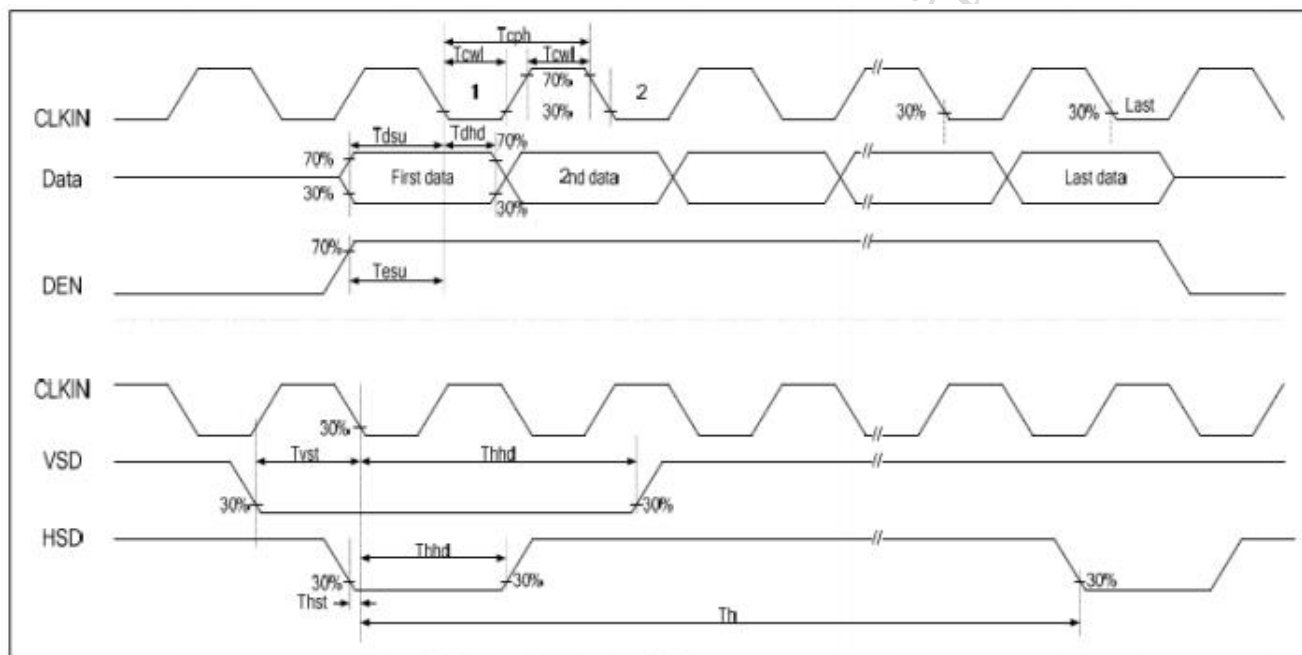 Tcph
Tcwl Tcwll
CLKIN 1 70% 30% 2 30% 30% Last
Tdsu Tdhd
70% 70%
Data First data 2nd data Last data
30% 30%
70%
DEN Tesu
CLKIN 30%
VSD Tvst Thhd
30% 30%
HSD Thhd
30% 30% 30%
Thst
Th